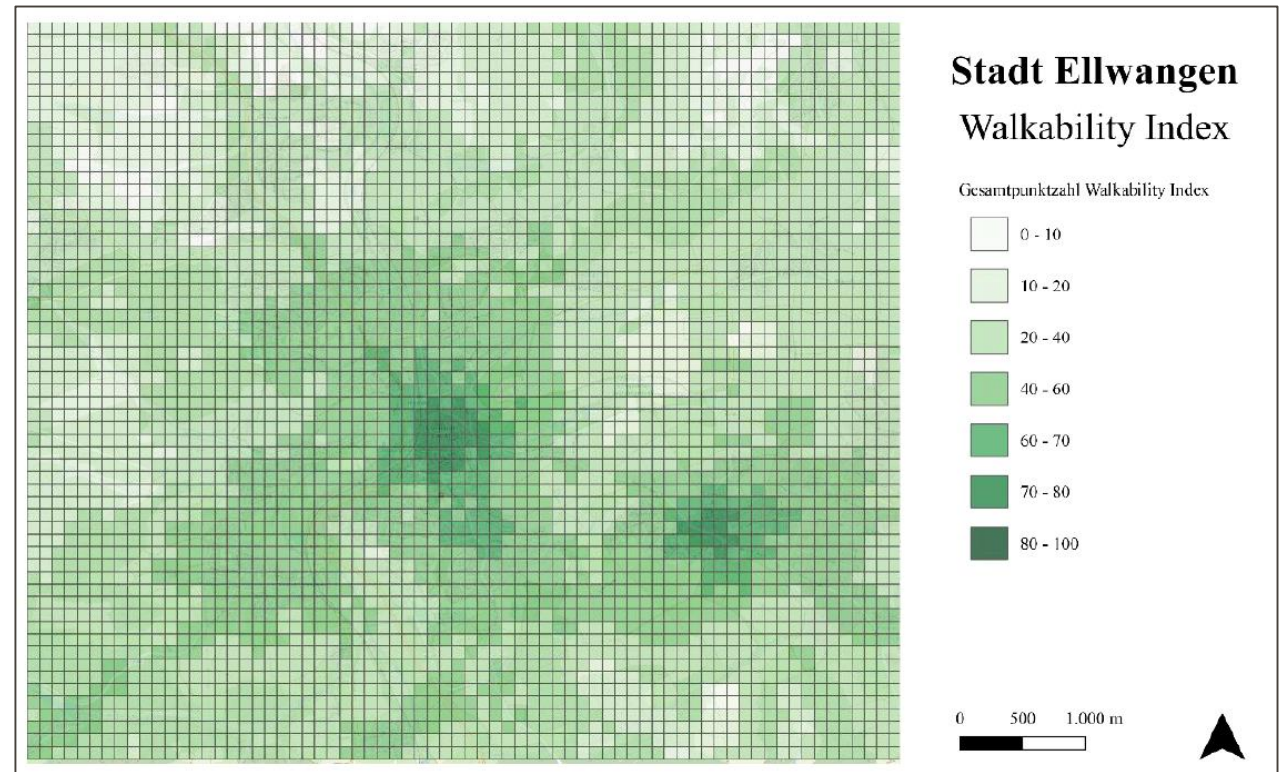 Stadt Ellwangen
Walkability Index
Gesamtpunktzahl Walkability Index
0 - 10
10 - 20
20 - 40
40 - 60
60 - 70
70 - 80
80 - 100
0 500 1.000 m